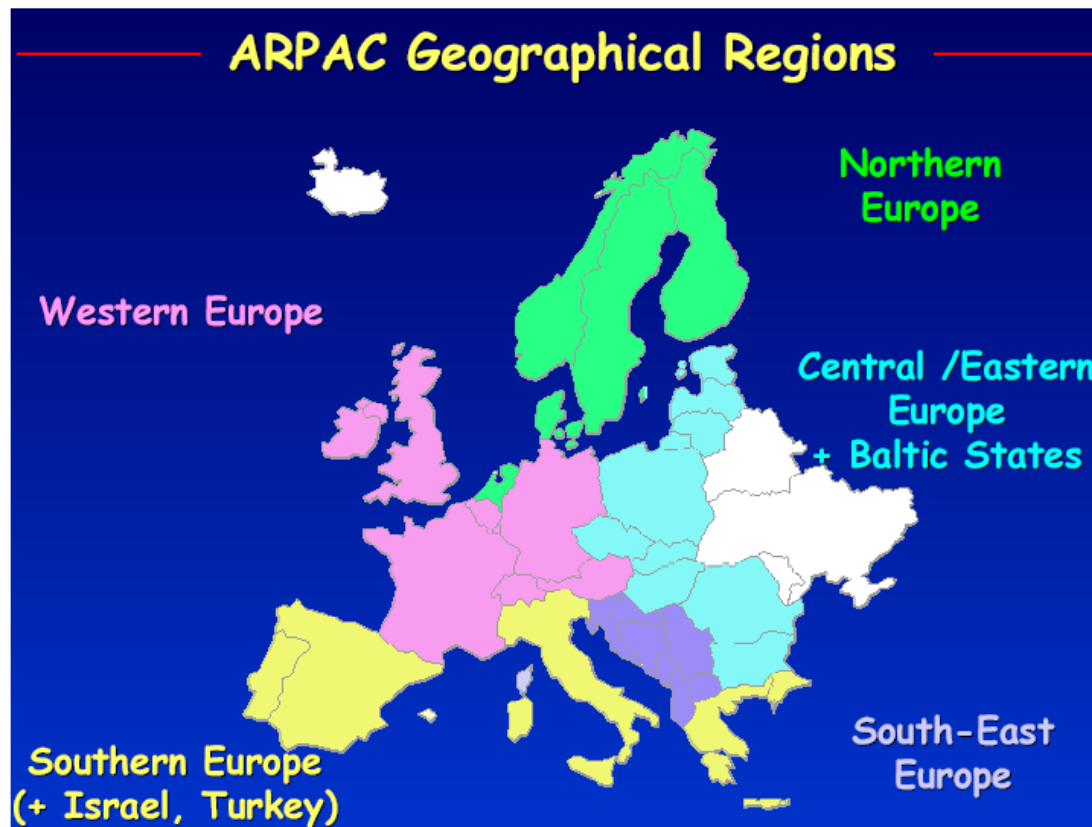 ARPAC Geographical Regions
Northern
Europe
Western Europe
Central /Eastern
Europe
+ Baltic States
South-East
Europe
Southern Europe
(+ Israel, Turkey)